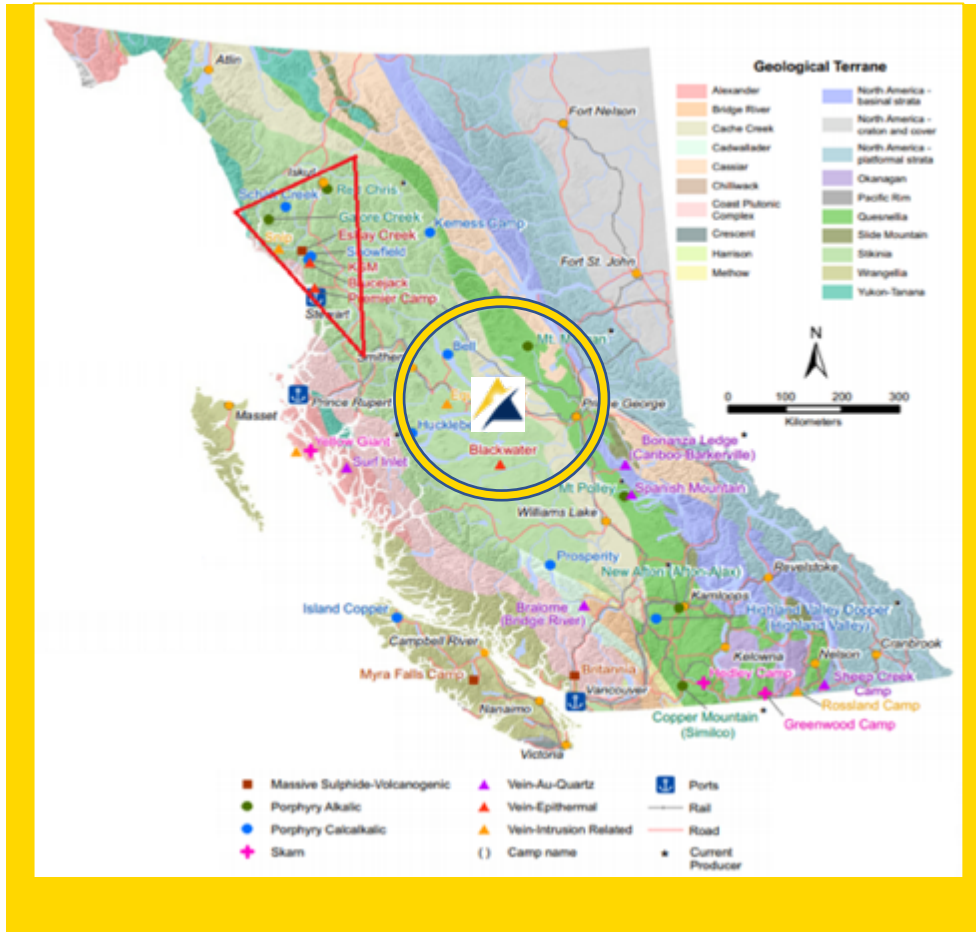 Atlin
Fort Nelson
Geological Terrane
Alexander
Bridge River
Cache Creek
Cadwallader
Cassiar
Chilliwack
Coast Plutonic
Complex
Crescent
Harrison
Methow
North America -
basinal strata
North America -
craton and cover
North America -
platformal strata
Okanagan
Pacific Rim
Quesnellia
Slide Mountain
Stikinia
Wrangellia
Yukon-Tanana
Iskut
Schaft Creek
Red Chris
Galore Creek
Kemess Camp
Eskay Creek
Snip
Snowfield
KSM
Brucejack
Premier Camp
Stewart
Fort St. John
N
0 100 200 300
Kilometers
Smithers
Bell
Mt. Milligan
Prince Rupert
Masset
Prince George
Yellow Giant
Surf Inlet
Blackwater
Bonanza Ledge
(Cariboo-Barkerville)
Mt Polley
Spanish Mountain
Williams Lake
Prosperity
New Afton (Afton-Ajax)
Revelstoke
Kamloops
Bralorne
(Bridge River)
Island Copper
Highland Valley Copper
(Highland Valley)
Campbell River
Cranbrook
Kelowna
Nelson
Myra Falls Camp
Britannia
Hedley Camp
Sheep Creek
Camp
Vancouver
Nanaimo
Rossland Camp
Copper Mountain
(Similco)
Greenwood Camp
Victoria
Massive Sulphide-Volcanogenic
Porphyry Alkalic
Porphyry Calcalkalic
Skarn
Vein-Au-Quartz
Vein-Epithermal
Vein-Intrusion Related
( ) Camp name
Ports
Rail
Road
* Current
Producer